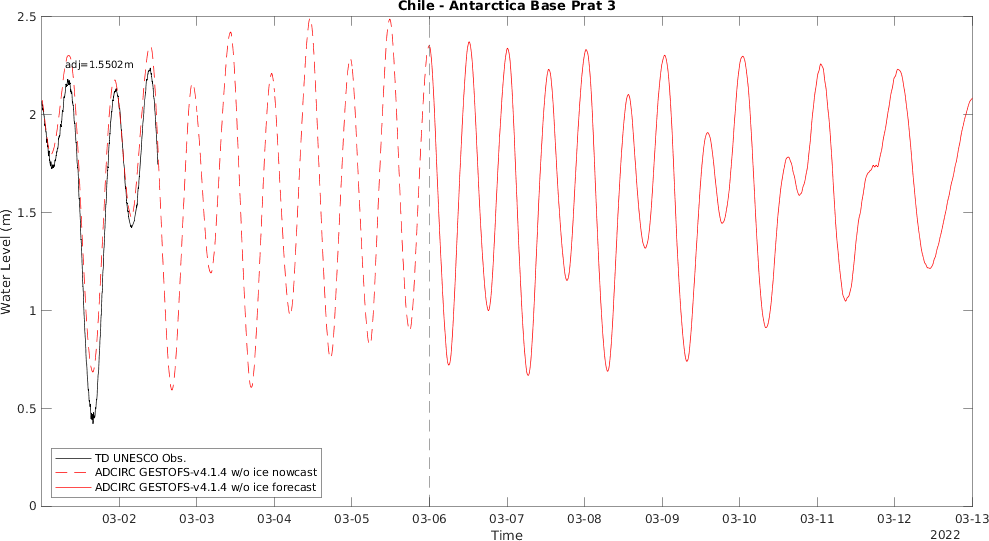 Chile - Antarctica Base Prat 3
2.5
adj=1.5502m
2
1.5
Water Level (m)
1
0.5
TD UNESCO Obs.
ADCIRC GESTOFS-v4.1.4 w/o ice nowcast
ADCIRC GESTOFS-v4.1.4 w/o ice forecast
0
03-02 03-03 03-04 03-05 03-06 03-07 03-08 03-09 03-10 03-11 03-12 03-13
Time
2022